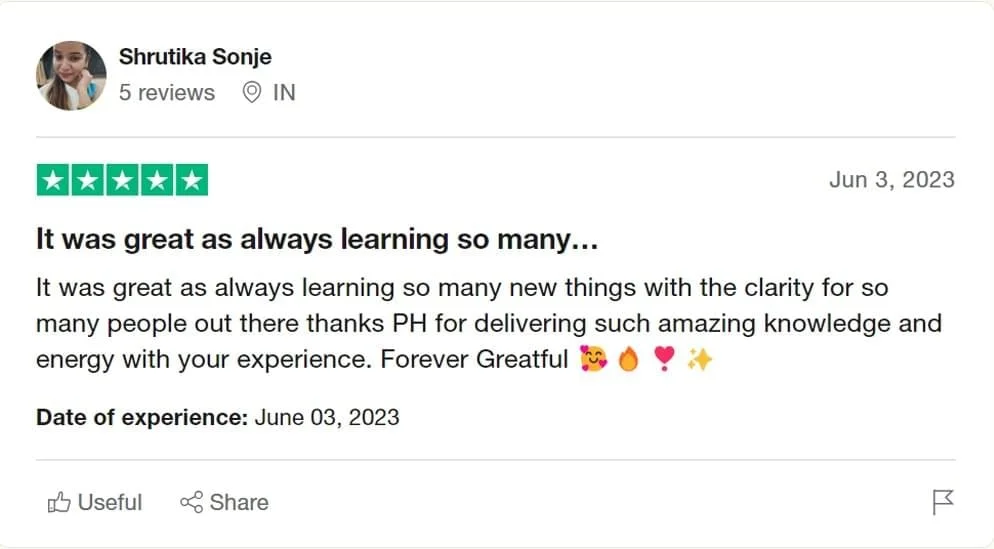 Shrutika Sonje
5 reviews IN
Jun 3, 2023
It was great as always learning so many…
It was great as always learning so many new things with the clarity for so
many people out there thanks PH for delivering such amazing knowledge and
energy with your experience. Forever Greatful 🥰 🔥 ❣️ ✨
Date of experience: June 03, 2023
Useful Share